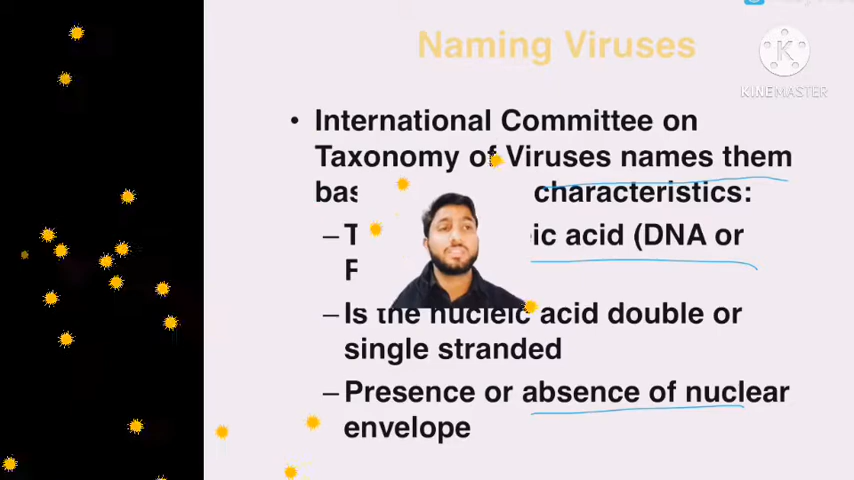 Naming Viruses
KINEMASTER
• International Committee on
Taxonomy of Viruses names them
characteristics:
– ic acid (DNA or
– Is the nucleic acid double or
single stranded
– Presence or absence of nuclear
envelope